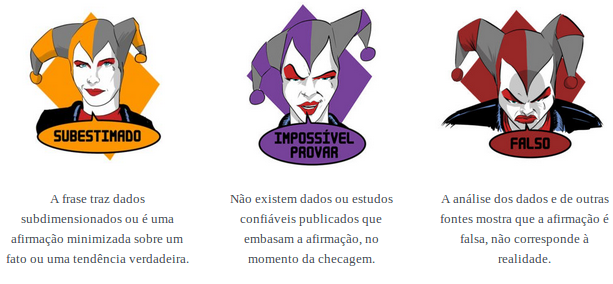 SUBESTIMADO
A frase traz dados
subdimensionados ou é uma
afirmação minimizada sobre um
fato ou uma tendência verdadeira.
IMPOSSÍVEL
PROVAR
Não existem dados ou estudos
confiáveis publicados que
embasam a afirmação, no
momento da checagem.
FALSO
A análise dos dados e de outras
fontes mostra que a afirmação é
falsa, não corresponde à
realidade.